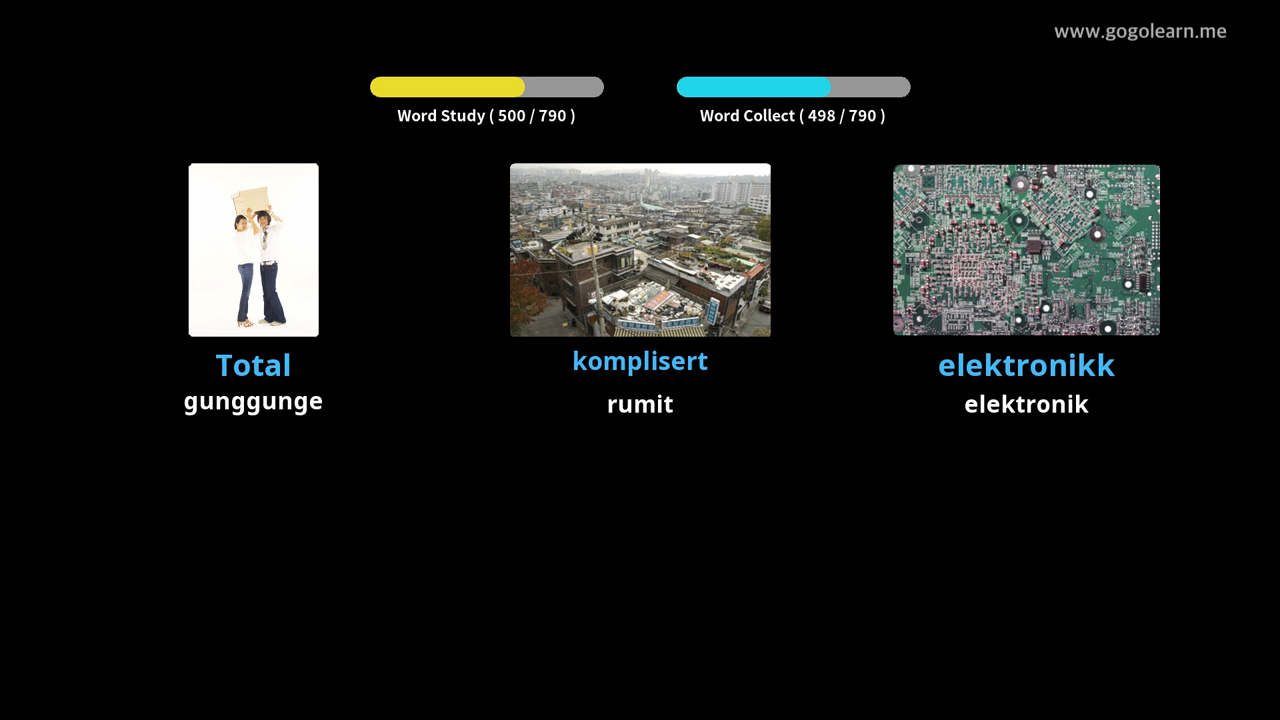 www.gogolearn.me
Word Study ( 500 / 790 )
Word Collect ( 498 / 790 )
Total
gunggunge
komplisert
rumit
elektronikk
elektronik